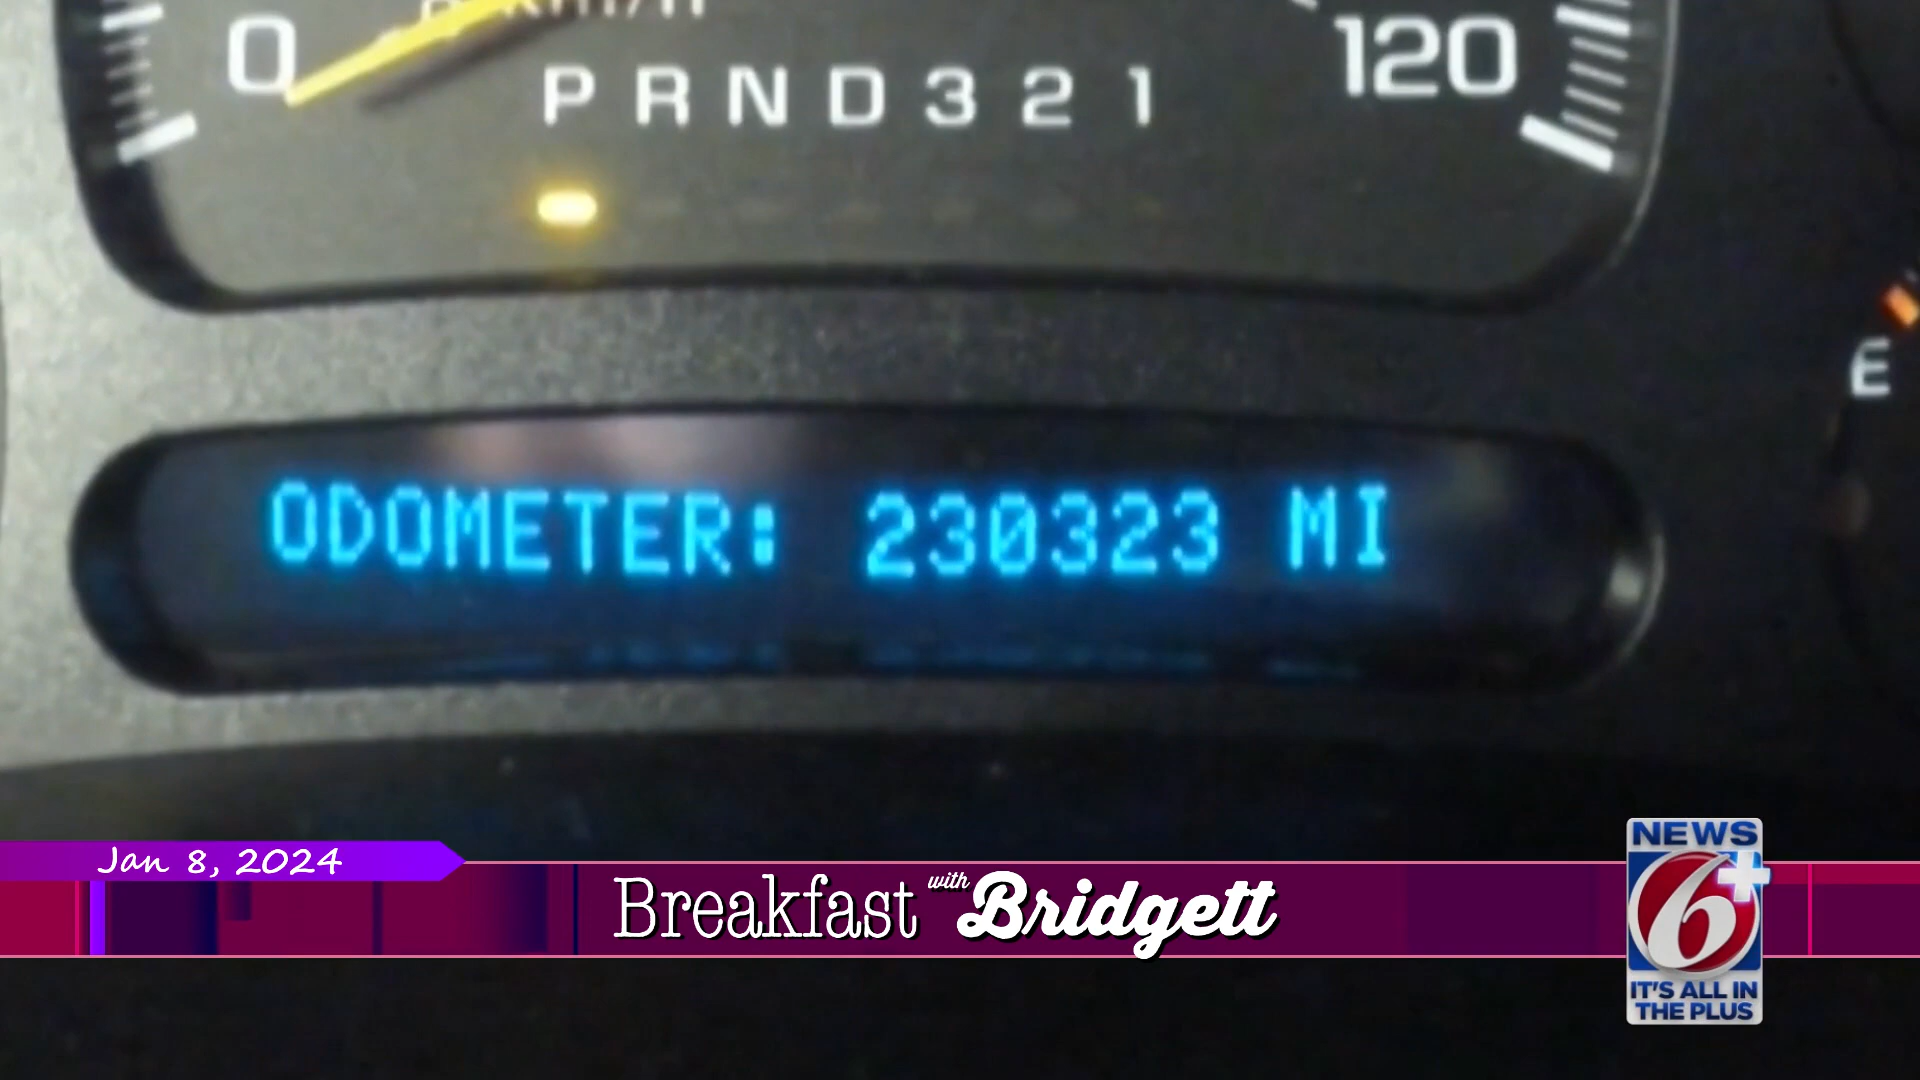 0
km/h
120
P R N D 3 2 1
E
ODOMETER: 230323 MI
Jan 8, 2024
Breakfast with Bridgett
NEWS
6+
IT'S ALL IN
THE PLUS